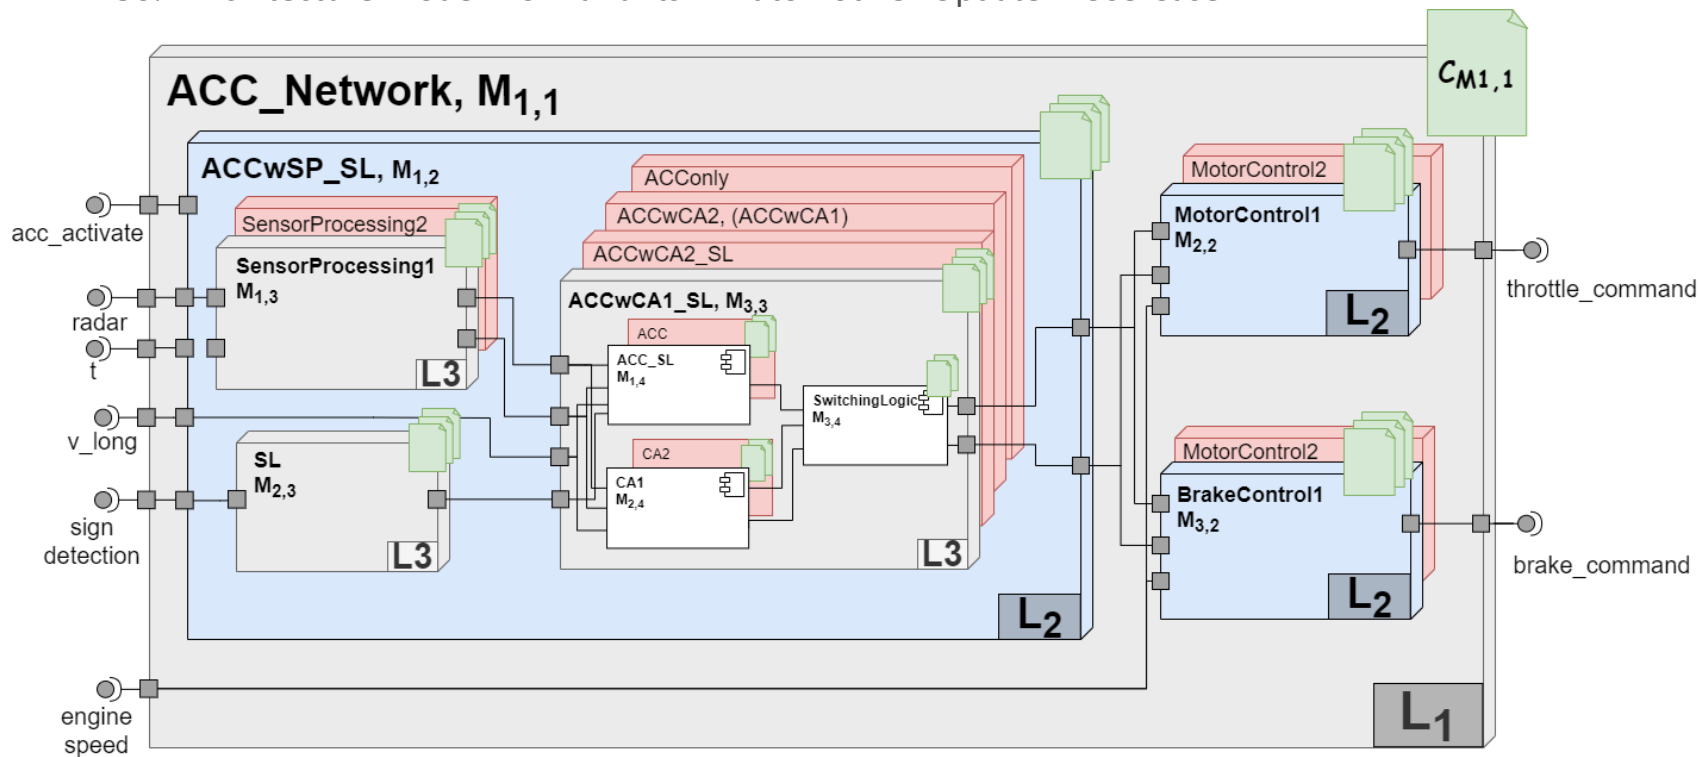 ACC_Network, M1,1
CM1,1
ACCwSP_SL, M1,2
ACConly
ACCwCA2, (ACCwCA1)
ACCwCA2_SL
ACCwCA1_SL, M3,3
SensorProcessing2
SensorProcessing1
M1,3
L3
SL
M2,3
L3
ACC
ACC_SL
M1,4
CA2
CA1
M2,4
SwitchingLogic
M3,4
L3
L2
MotorControl2
MotorControl1
M2,2
L2
MotorControl2
BrakeControl1
M3,2
L2
L1
acc_activate
radar
t
v_long
sign
detection
engine
speed
throttle_command
brake_command